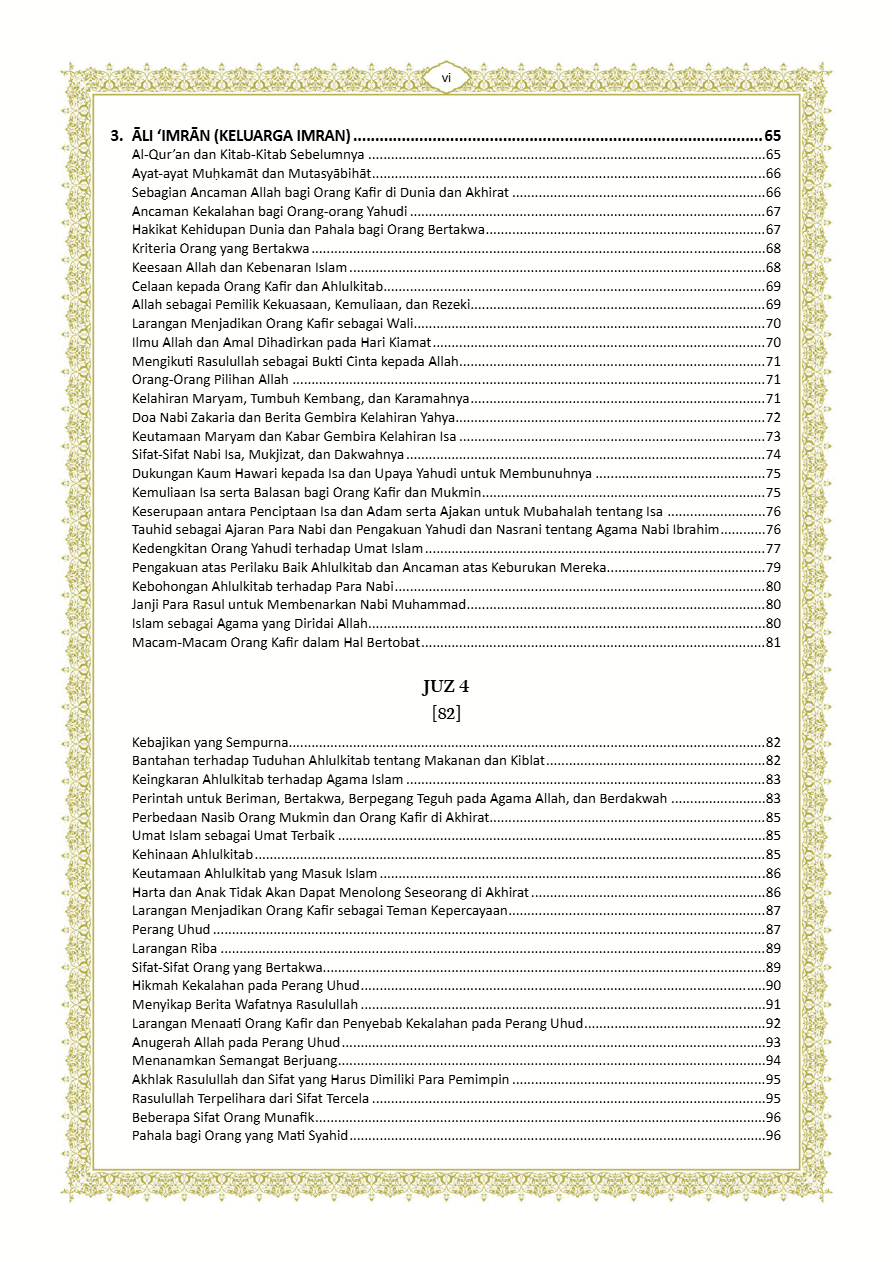 vi
3. ĀLI ‘IMRĀN (KELUARGA IMRAN) ........ 65
Al-Qur’an dan Kitab-Kitab Sebelumnya ........ 65
Ayat-ayat Muḥkamāt dan Mutasyābihāt ........ 66
Sebagian Ancaman Allah bagi Orang Kafir di Dunia dan Akhirat ........ 66
Ancaman Kekalahan bagi Orang-orang Yahudi ........ 67
Hakikat Kehidupan Dunia dan Pahala bagi Orang Bertakwa ........ 67
Kriteria Orang yang Bertakwa ........ 68
Keesaan Allah dan Kebenaran Islam ........ 68
Celaan kepada Orang Kafir dan Ahlulkitab ........ 69
Allah sebagai Pemilik Kekuasaan, Kemuliaan, dan Rezeki ........ 69
Larangan Menjadikan Orang Kafir sebagai Wali ........ 70
Ilmu Allah dan Amal Dihadirkan pada Hari Kiamat ........ 70
Mengikuti Rasulullah sebagai Bukti Cinta kepada Allah ........ 71
Orang-Orang Pilihan Allah ........ 71
Kelahiran Maryam, Tumbuh Kembang, dan Karamahnya ........ 71
Doa Nabi Zakaria dan Berita Gembira Kelahiran Yahya ........ 72
Keutamaan Maryam dan Kabar Gembira Kelahiran Isa ........ 73
Sifat-Sifat Nabi Isa, Mukjizat, dan Dakwahnya ........ 74
Dukungan Kaum Hawari kepada Isa dan Upaya Yahudi untuk Membunuhnya ........ 75
Kemuliaan Isa serta Balasan bagi Orang Kafir dan Mukmin ........ 75
Keserupaan antara Penciptaan Isa dan Adam serta Ajakan untuk Mubahalah tentang Isa ........ 76
Tauhid sebagai Ajaran Para Nabi dan Pengakuan Yahudi dan Nasrani tentang Agama Nabi Ibrahim ........ 76
Kedengkitan Orang Yahudi terhadap Umat Islam ........ 77
Pengakuan atas Perilaku Baik Ahlulkitab dan Ancaman atas Keburukan Mereka ........ 79
Kebohongan Ahlulkitab terhadap Para Nabi ........ 80
Janji Para Rasul untuk Membenarkan Nabi Muhammad ........ 80
Islam sebagai Agama yang Diridai Allah ........ 80
Macam-Macam Orang Kafir dalam Hal Bertobat ........ 81
JUZ 4
[82]
Kebajikan yang Sempurna ........ 82
Bantahan terhadap Tuduhan Ahlulkitab tentang Makanan dan Kiblat ........ 82
Keingkaran Ahlulkitab terhadap Agama Islam ........ 83
Perintah untuk Beriman, Bertakwa, Berpegang Teguh pada Agama Allah, dan Berdakwah ........ 83
Perbedaan Nasib Orang Mukmin dan Orang Kafir di Akhirat ........ 85
Umat Islam sebagai Umat Terbaik ........ 85
Kehinaan Ahlulkitab ........ 85
Keutamaan Ahlulkitab yang Masuk Islam ........ 86
Harta dan Anak Tidak Akan Dapat Menolong Seseorang di Akhirat ........ 86
Larangan Menjadikan Orang Kafir sebagai Teman Kepercayaan ........ 87
Perang Uhud ........ 87
Larangan Riba ........ 89
Sifat-Sifat Orang yang Bertakwa ........ 89
Hikmah Kekalahan pada Perang Uhud ........ 90
Menyikap Berita Wafatnya Rasulullah ........ 91
Larangan Menaati Orang Kafir dan Penyebab Kekalahan pada Perang Uhud ........ 92
Anugerah Allah pada Perang Uhud ........ 93
Menanamkan Semangat Berjuang ........ 94
Akhlak Rasulullah dan Sifat yang Harus Dimiliki Para Pemimpin ........ 95
Rasulullah Terpelihara dari Sifat Tercela ........ 95
Beberapa Sifat Orang Munafik ........ 96
Pahala bagi Orang yang Mati Syahid ........ 96